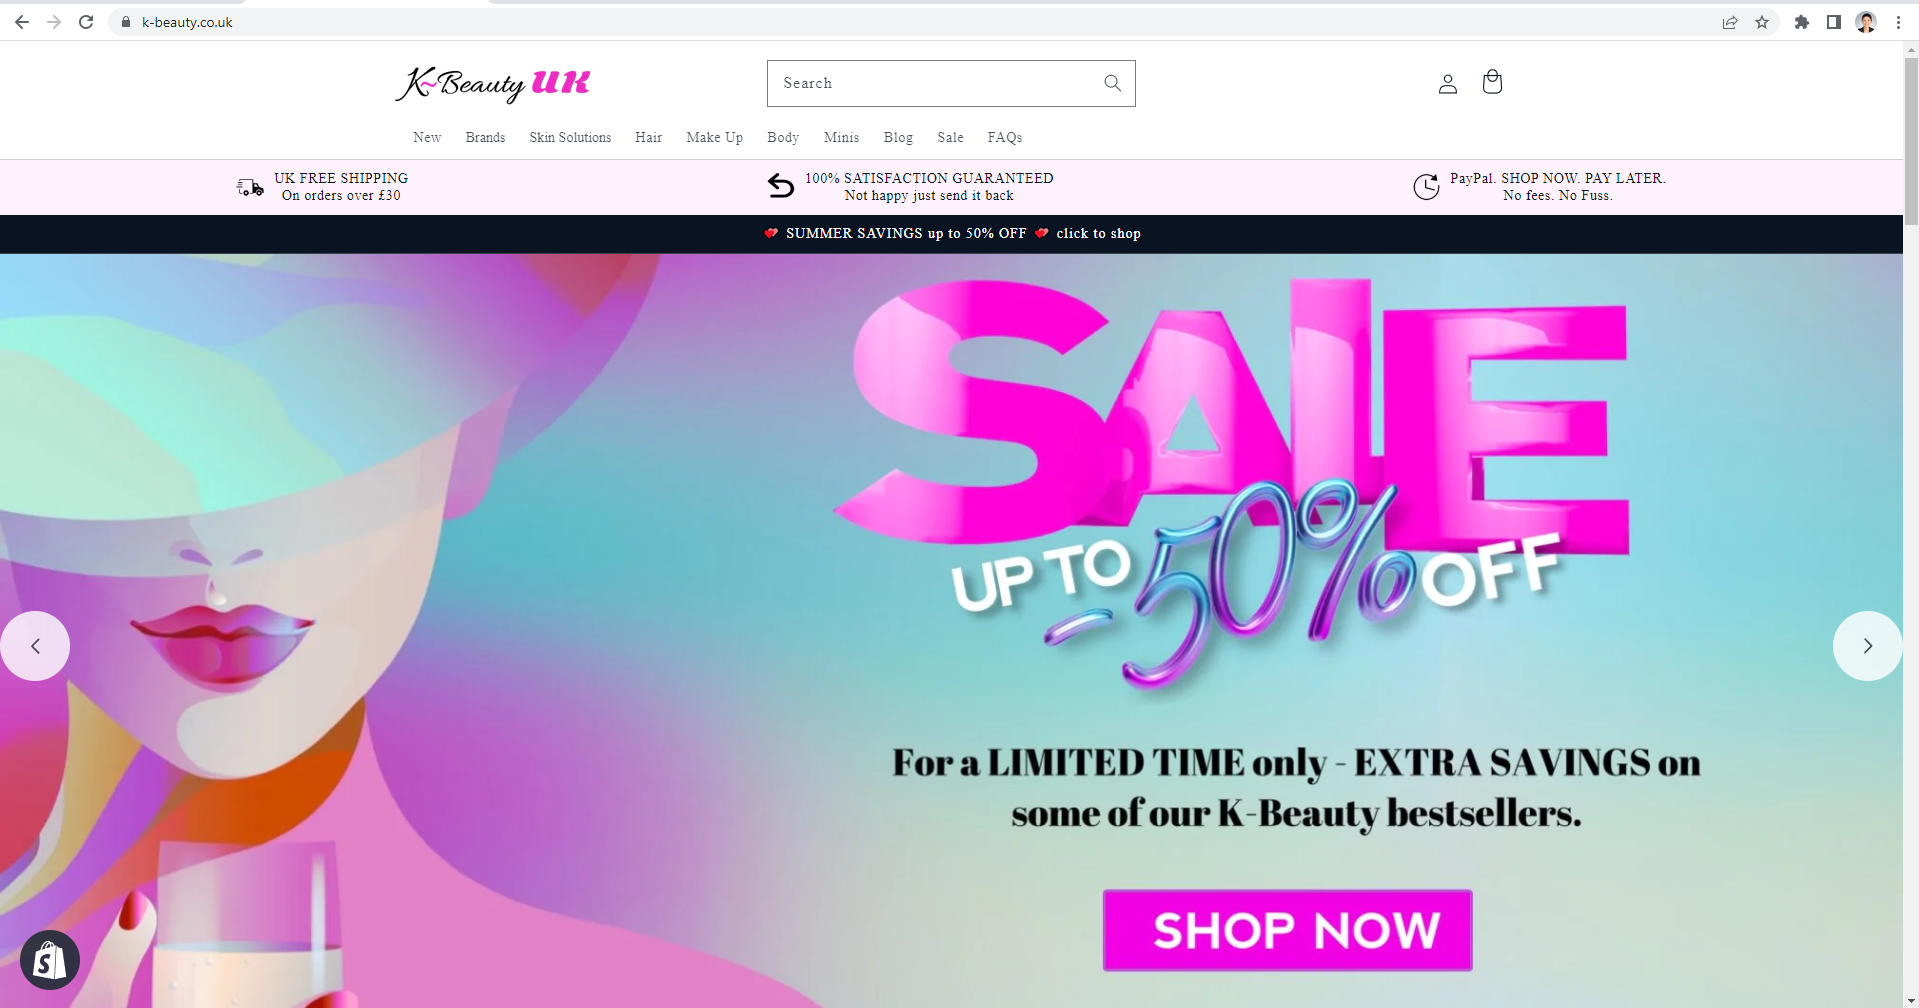 k-beauty.co.uk
K~Beauty UK
Search
New Brands Skin Solutions Hair Make Up Body Minis Blog Sale FAQs
UK FREE SHIPPING
On orders over £30
100% SATISFACTION GUARANTEED
Not happy just send it back
PayPal. SHOP NOW. PAY LATER.
No fees. No Fuss.
SUMMER SAVINGS up to 50% OFF click to shop
SALE
UP TO -50% OFF
For a LIMITED TIME only - EXTRA SAVINGS on
some of our K-Beauty bestsellers.
SHOP NOW